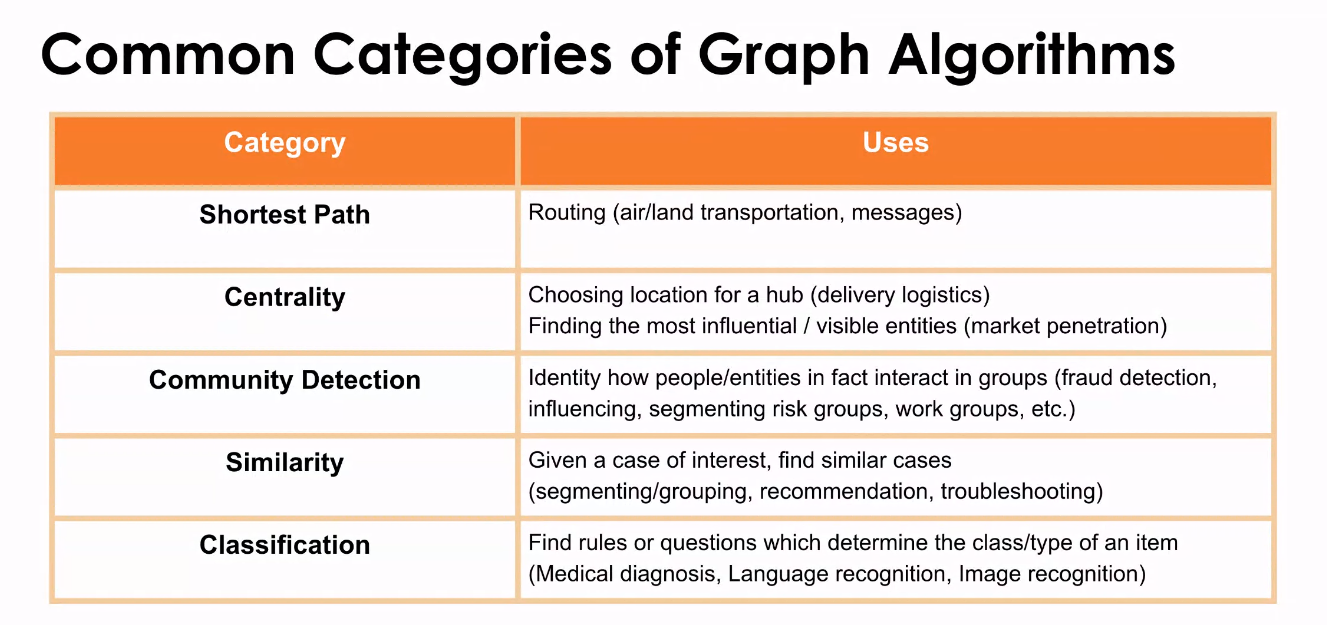 Common Categories of Graph Algorithms
Category
Uses
Shortest Path
Routing (air/land transportation, messages)
Centrality
Choosing location for a hub (delivery logistics)
Finding the most influential / visible entities (market penetration)
Community Detection
Identity how people/entities in fact interact in groups (fraud detection,
influencing, segmenting risk groups, work groups, etc.)
Similarity
Given a case of interest, find similar cases
(segmenting/grouping, recommendation, troubleshooting)
Classification
Find rules or questions which determine the class/type of an item
(Medical diagnosis, Language recognition, Image recognition)